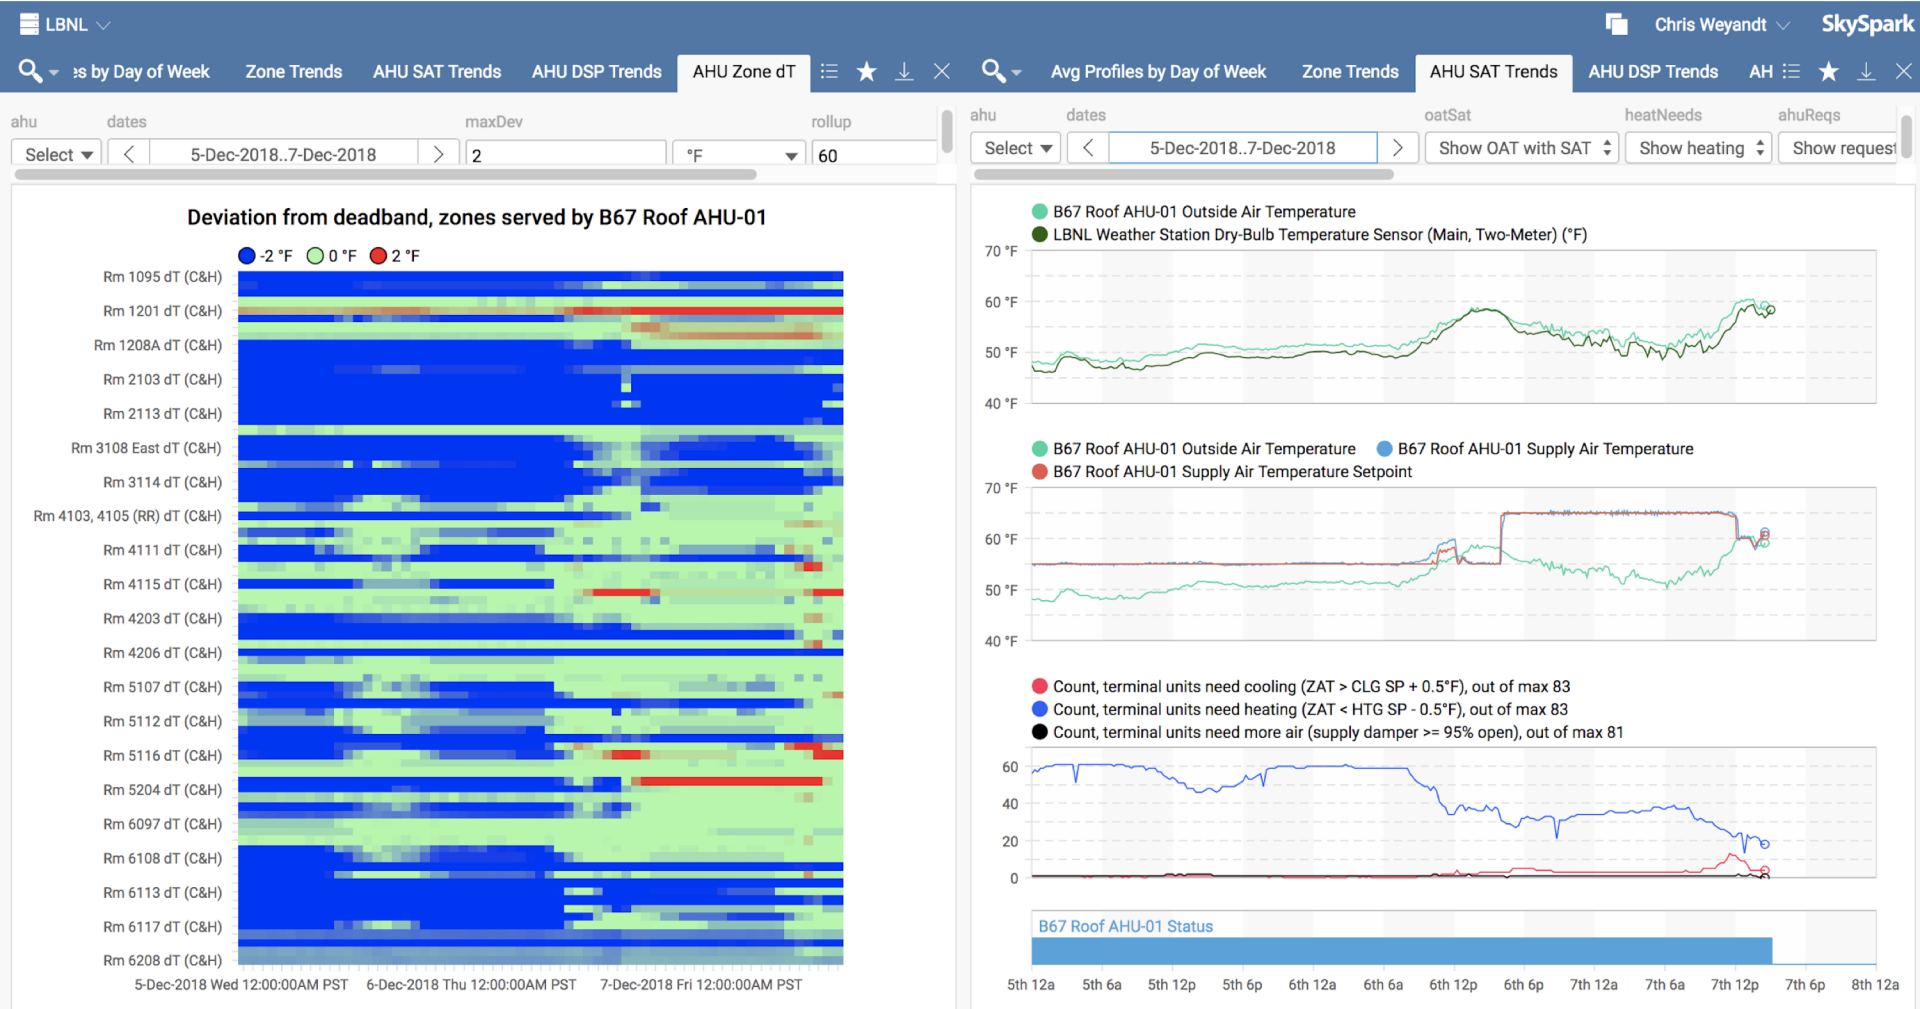 LBNL
Chris Weyandt
SkySpark
es by Day of Week
Zone Trends
AHU SAT Trends
AHU DSP Trends
AHU Zone dT
Avg Profiles by Day of Week
Zone Trends
AHU SAT Trends
AHU DSP Trends
AH
ahu
dates
maxDev
rollup
Select
5-Dec-2018..7-Dec-2018
2
°F
60
ahu
dates
oatSat
heatNeeds
ahuReqs
Select
5-Dec-2018..7-Dec-2018
Show OAT with SAT
Show heating
Show request
Deviation from deadband, zones served by B67 Roof AHU-01
-2 °F
0 °F
2 °F
Rm 1095 dT (C&H)
Rm 1201 dT (C&H)
Rm 1208A dT (C&H)
Rm 2103 dT (C&H)
Rm 2113 dT (C&H)
Rm 3108 East dT (C&H)
Rm 3114 dT (C&H)
Rm 4103, 4105 (RR) dT (C&H)
Rm 4111 dT (C&H)
Rm 4115 dT (C&H)
Rm 4203 dT (C&H)
Rm 4206 dT (C&H)
Rm 5107 dT (C&H)
Rm 5112 dT (C&H)
Rm 5116 dT (C&H)
Rm 5204 dT (C&H)
Rm 6097 dT (C&H)
Rm 6108 dT (C&H)
Rm 6113 dT (C&H)
Rm 6117 dT (C&H)
Rm 6208 dT (C&H)
5-Dec-2018 Wed 12:00:00AM PST
6-Dec-2018 Thu 12:00:00AM PST
7-Dec-2018 Fri 12:00:00AM PST
B67 Roof AHU-01 Outside Air Temperature
LBNL Weather Station Dry-Bulb Temperature Sensor (Main, Two-Meter) (°F)
70 °F
60 °F
50 °F
40 °F
B67 Roof AHU-01 Outside Air Temperature
B67 Roof AHU-01 Supply Air Temperature
B67 Roof AHU-01 Supply Air Temperature Setpoint
70 °F
60 °F
50 °F
40 °F
Count, terminal units need cooling (ZAT > CLG SP + 0.5°F), out of max 83
Count, terminal units need heating (ZAT < HTG SP - 0.5°F), out of max 83
Count, terminal units need more air (supply damper >= 95% open), out of max 81
60
40
20
0
B67 Roof AHU-01 Status
5th 12a
5th 6a
5th 12p
5th 6p
6th 12a
6th 6a
6th 12p
6th 6p
7th 12a
7th 6a
7th 12p
7th 6p
8th 12a